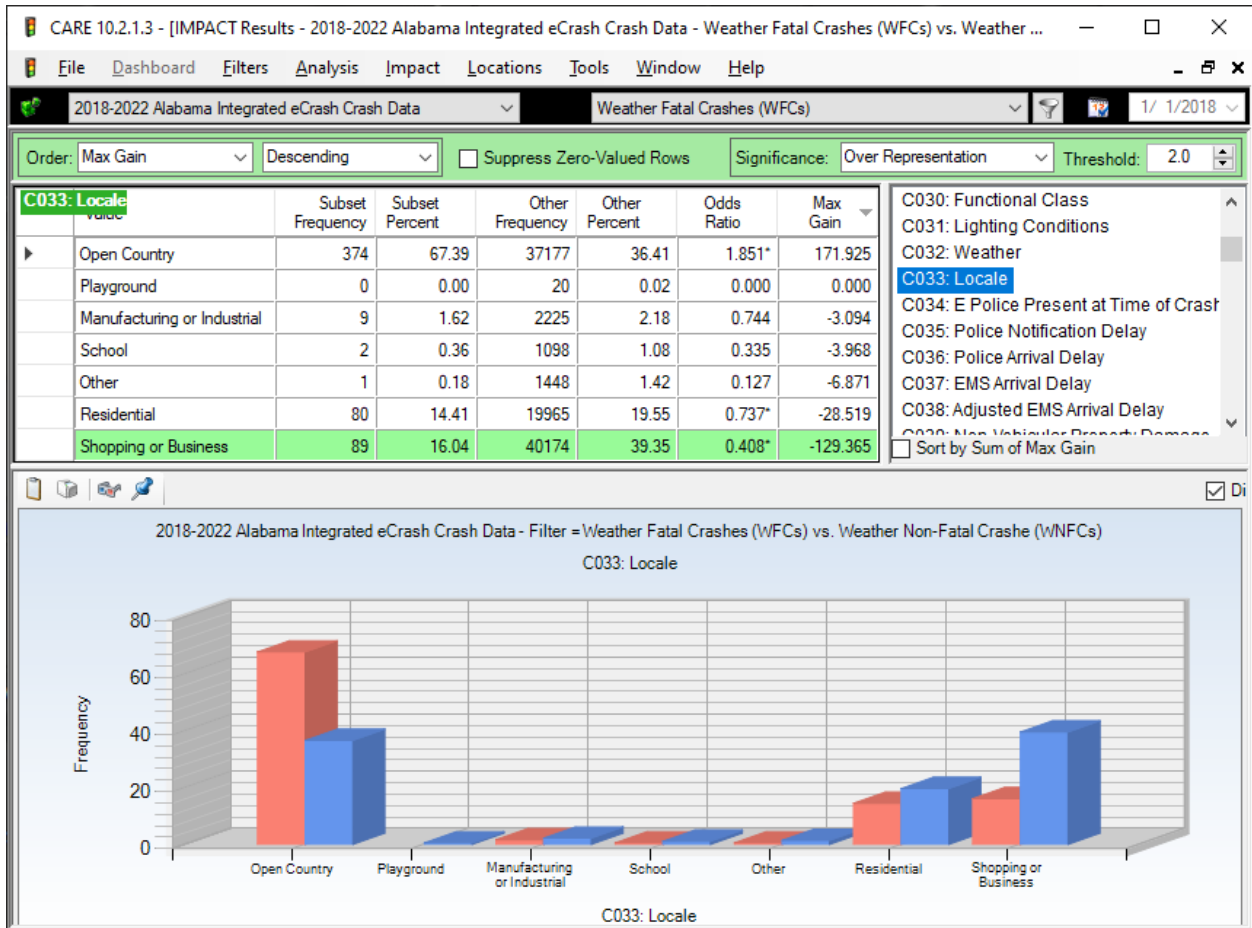 CARE 10.2.1.3 - [IMPACT Results - 2018-2022 Alabama Integrated eCrash Crash Data - Weather Fatal Crashes (WFCs) vs. Weather ...
File Dashboard Filters Analysis Impact Locations Tools Window Help
2018-2022 Alabama Integrated eCrash Crash Data Weather Fatal Crashes (WFCs) 1/ 1/2018
Order: Max Gain Descending Suppress Zero-Valued Rows Significance: Over Representation Threshold: 2.0
C033: Locale Subset Frequency Subset Percent Other Frequency Other Percent Odds Ratio Max Gain
Open Country 374 67.39 37177 36.41 1.851* 171.925
Playground 0 0.00 20 0.02 0.000 0.000
Manufacturing or Industrial 9 1.62 2225 2.18 0.744 -3.094
School 2 0.36 1098 1.08 0.335 -3.968
Other 1 0.18 1448 1.42 0.127 -6.871
Residential 80 14.41 19965 19.55 0.737* -28.519
Shopping or Business 89 16.04 40174 39.35 0.408* -129.365
C030: Functional Class
C031: Lighting Conditions
C032: Weather
C033: Locale
C034: E Police Present at Time of Crash
C035: Police Notification Delay
C036: Police Arrival Delay
C037: EMS Arrival Delay
C038: Adjusted EMS Arrival Delay
Sort by Sum of Max Gain
Di
2018-2022 Alabama Integrated eCrash Crash Data - Filter = Weather Fatal Crashes (WFCs) vs. Weather Non-Fatal Crashe (WNFCs)
C033: Locale
80
60
40
20
0
Frequency
Open Country Playground Manufacturing or Industrial School Other Residential Shopping or Business
C033: Locale